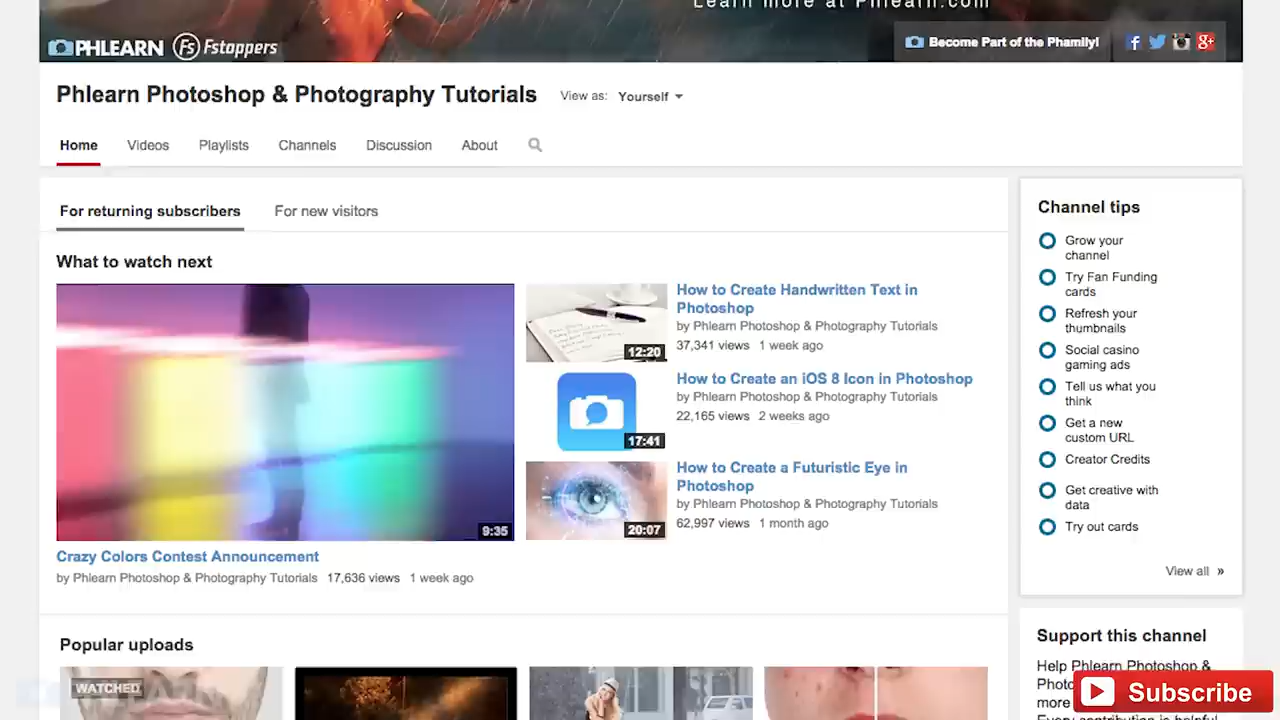 Learn more at Phlearn.com
PHLEARN Fs Fstoppers
Become Part of the Phamily!
Phlearn Photoshop & Photography Tutorials
View as: Yourself
Home Videos Playlists Channels Discussion About
For returning subscribers For new visitors
What to watch next
9:35
Crazy Colors Contest Announcement
by Phlearn Photoshop & Photography Tutorials 17,636 views 1 week ago
12:20
How to Create Handwritten Text in
Photoshop
by Phlearn Photoshop & Photography Tutorials
37,341 views 1 week ago
17:41
How to Create an iOS 8 Icon in Photoshop
by Phlearn Photoshop & Photography Tutorials
22,165 views 2 weeks ago
20:07
How to Create a Futuristic Eye in
Photoshop
by Phlearn Photoshop & Photography Tutorials
62,997 views 1 month ago
Popular uploads
WATCHED
Channel tips
Grow your
channel
Try Fan Funding
cards
Refresh your
thumbnails
Social casino
gaming ads
Tell us what you
think
Get a new
custom URL
Creator Credits
Get creative with
data
Try out cards
View all »
Support this channel
Help Phlearn Photoshop &
more
Subscribe